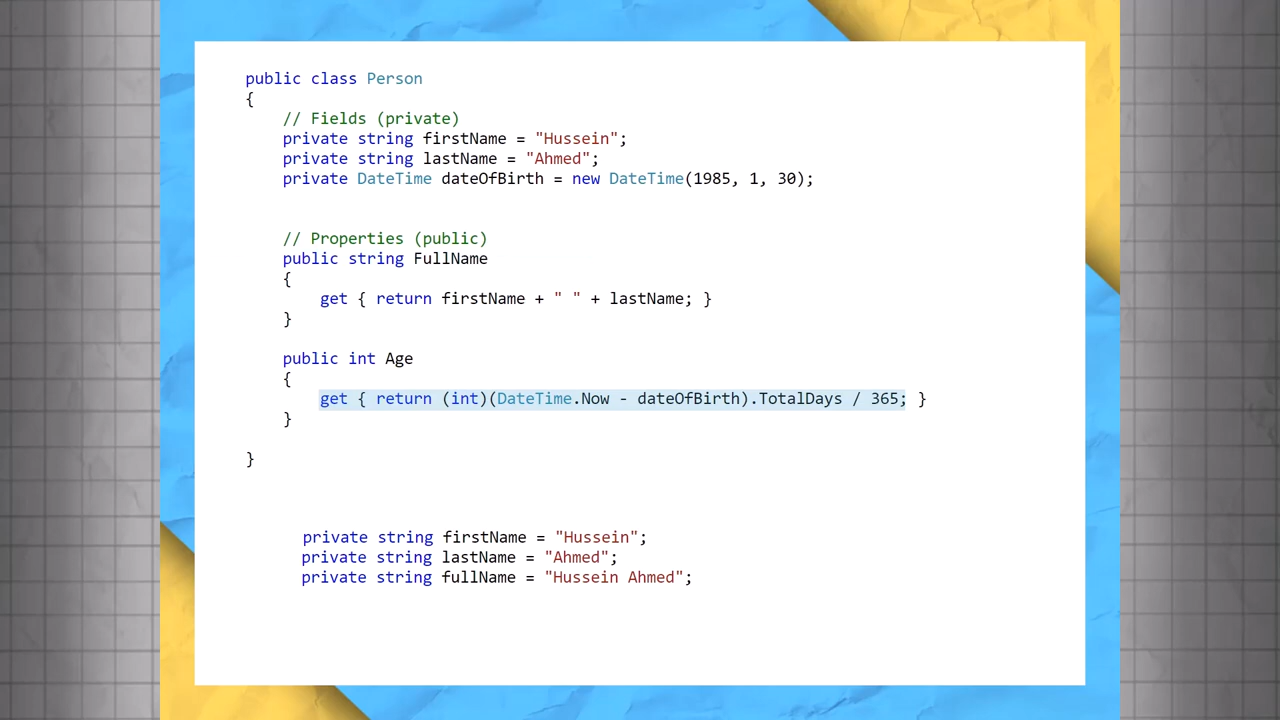 public class Person
{
// Fields (private)
private string firstName = "Hussein";
private string lastName = "Ahmed";
private DateTime dateOfBirth = new DateTime(1985, 1, 30);
// Properties (public)
public string FullName
{
get { return firstName + " " + lastName; }
}
public int Age
{
get { return (int)(DateTime.Now - dateOfBirth).TotalDays / 365; }
}
}
private string firstName = "Hussein";
private string lastName = "Ahmed";
private string fullName = "Hussein Ahmed";